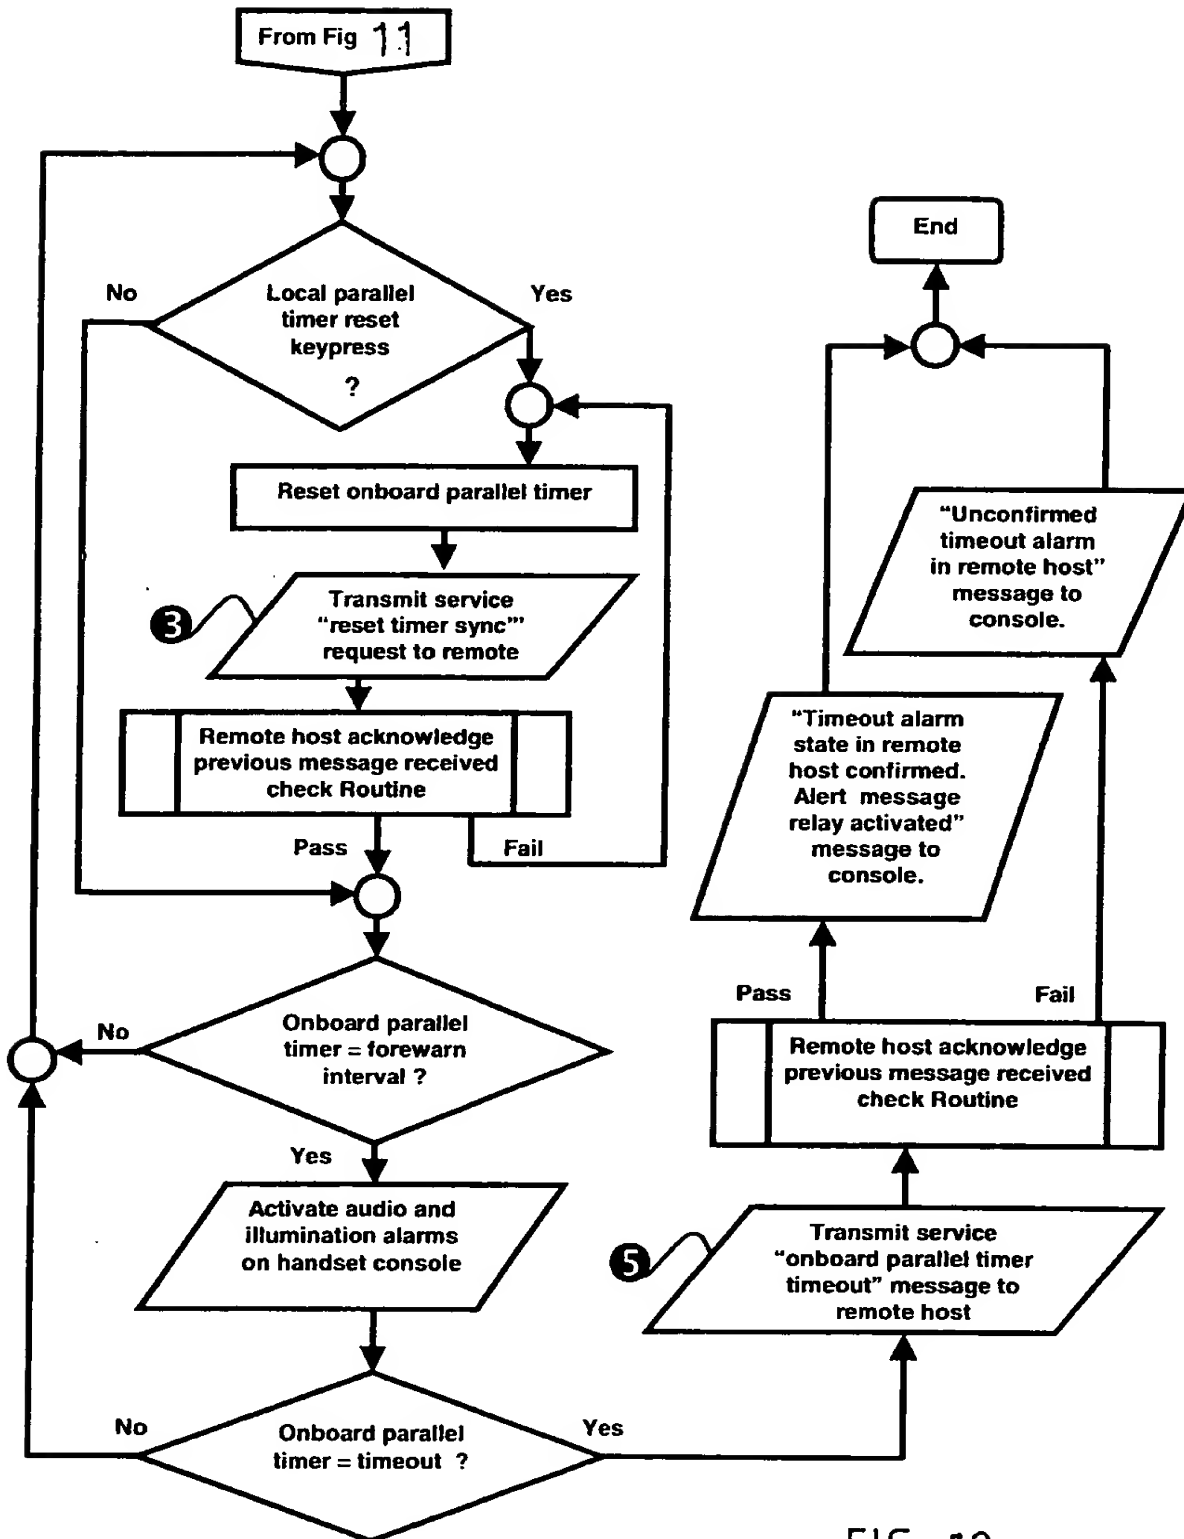 From Fig 11
No
Local parallel
timer reset
keypress
?
Yes
End
Reset onboard parallel timer
3
Transmit service
“reset timer sync”’
request to remote
Remote host acknowledge
previous message received
check Routine
Pass
Fail
“Unconfirmed
timeout alarm
in remote host”
message to
console.
“Timeout alarm
state in remote
host confirmed.
Alert message
relay activated”
message to
console.
Pass
Fail
No
Onboard parallel
timer = forewarn
interval ?
Remote host acknowledge
previous message received
check Routine
Yes
Activate audio and
illumination alarms
on handset console
5
Transmit service
“onboard parallel timer
timeout” message to
remote host
No
Onboard parallel
timer = timeout ?
Yes
FIG